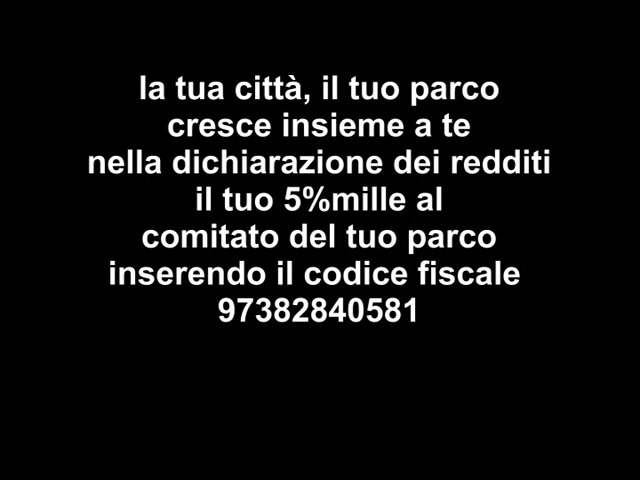 la tua città, il tuo parco
cresce insieme a te
nella dichiarazione dei redditi
il tuo 5%mille al
comitato del tuo parco
inserendo il codice fiscale
97382840581